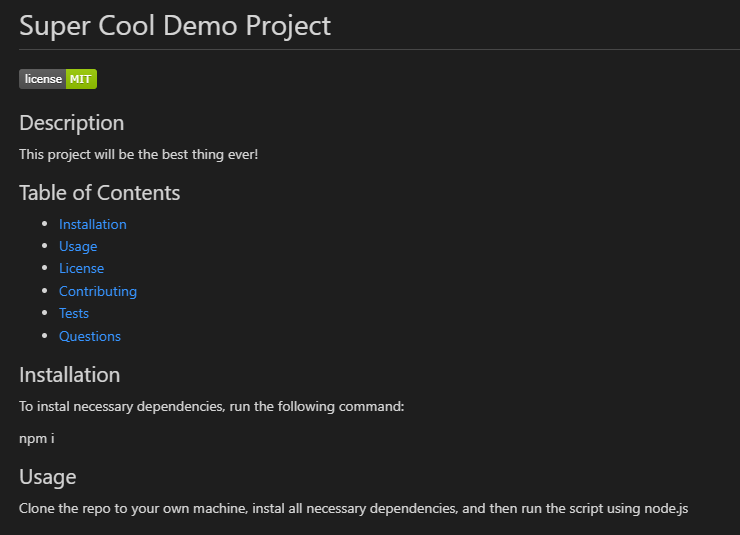 Super Cool Demo Project
license MIT
Description
This project will be the best thing ever!
Table of Contents
Installation
Usage
License
Contributing
Tests
Questions
Installation
To instal necessary dependencies, run the following command:
npm i
Usage
Clone the repo to your own machine, instal all necessary dependencies, and then run the script using node.js